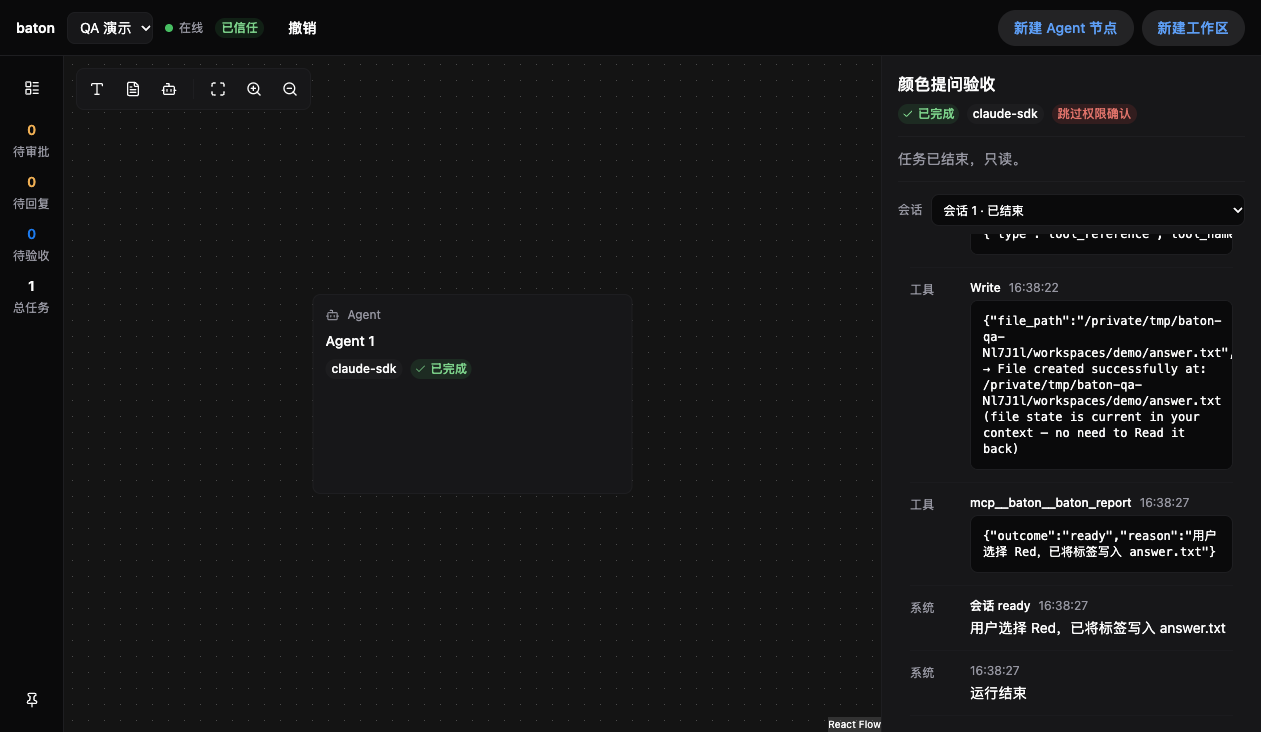 baton
QA 演示
在线
已信任
撤销
新建 Agent 节点
新建工作区
0
待审批
0
待回复
0
待验收
1
总任务
Agent
Agent 1
claude-sdk
已完成
React Flow
颜色提问验收
已完成
claude-sdk
跳过权限确认
任务已结束，只读。
会话
会话 1 · 已结束
{"type":"tool_reference","tool_name
工具
Write 16:38:22
{"file_path":"/private/tmp/baton-
qa-
Nl7J1l/workspaces/demo/answer.txt",
→ File created successfully at:
/private/tmp/baton-qa-
Nl7J1l/workspaces/demo/answer.txt
(file state is current in your
context — no need to Read it
back)
工具
mcp__baton__baton_report 16:38:27
{"outcome":"ready","reason":"用户
选择 Red，已将标签写入 answer.txt"}
系统
会话 ready 16:38:27
用户选择 Red，已将标签写入 answer.txt
系统
16:38:27
运行结束